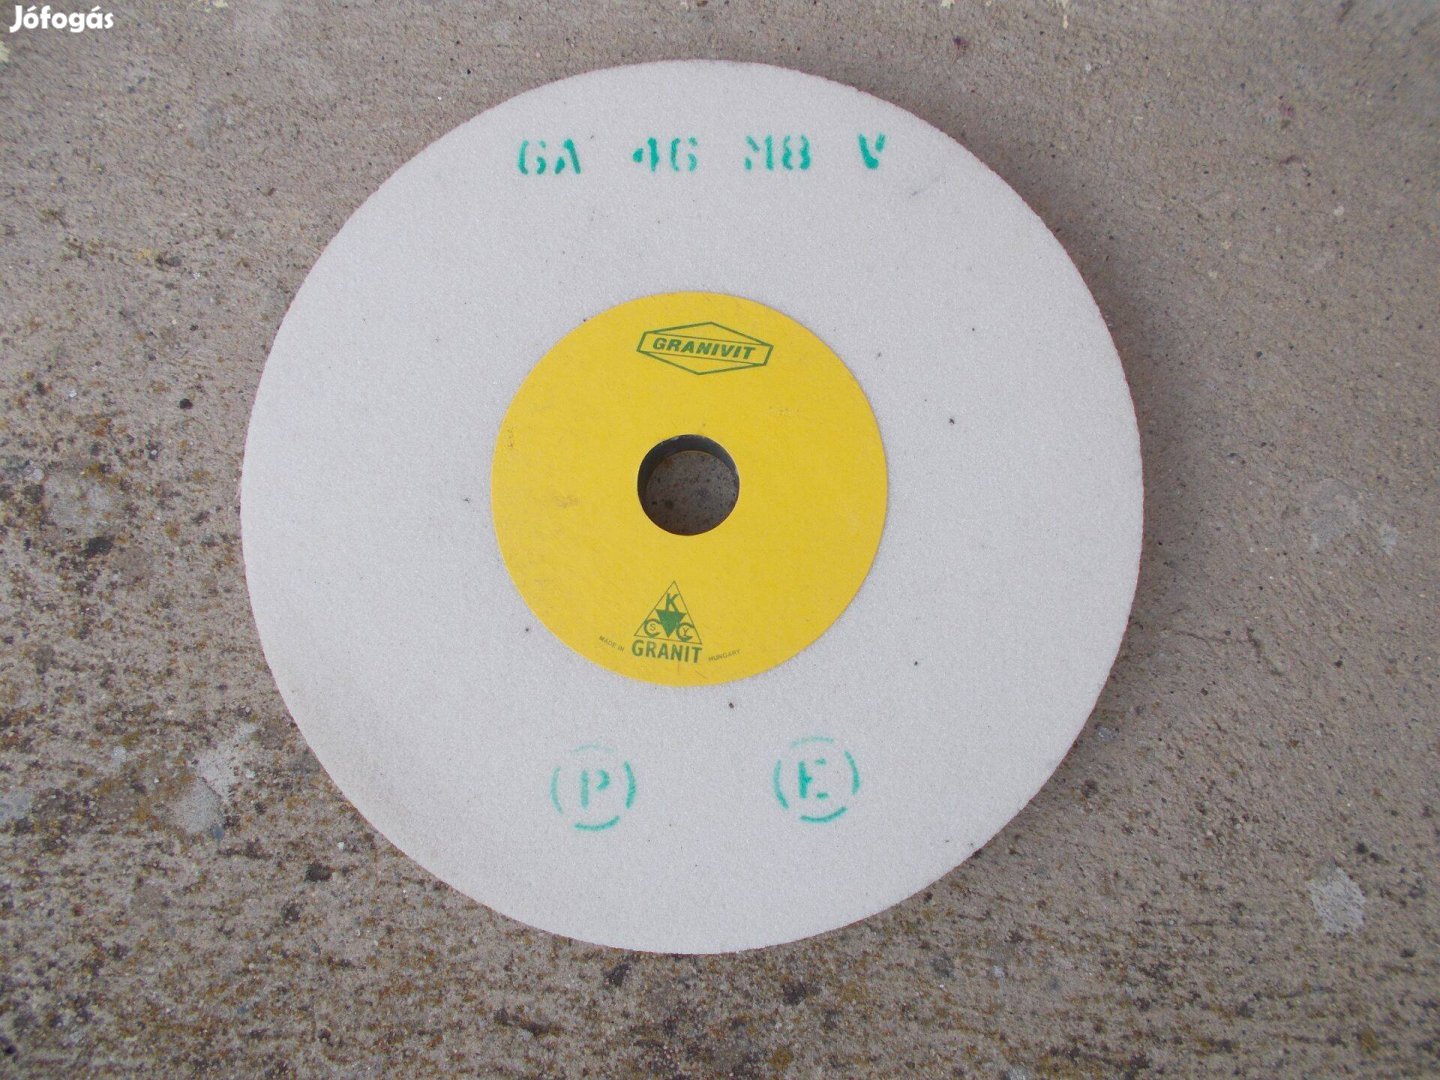 Jófogás
6A 46 M8 V
GRANIVIT
K
C S V C
MADE IN GRANIT HUNGARY
P E